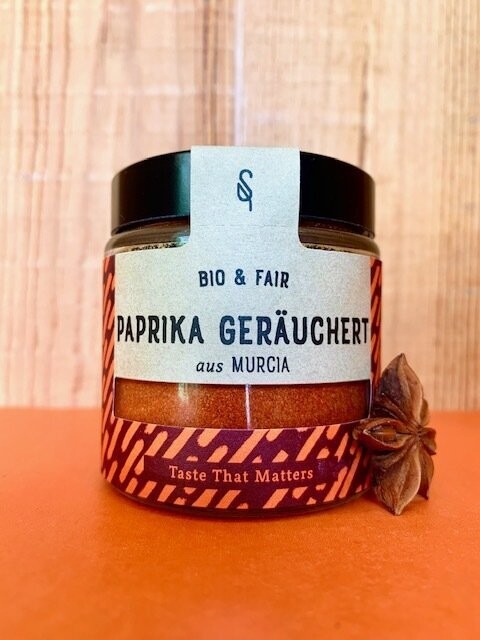 BIO & FAIR
PAPRIKA GERÄUCHERT
aus MURCIA
Taste That Matters